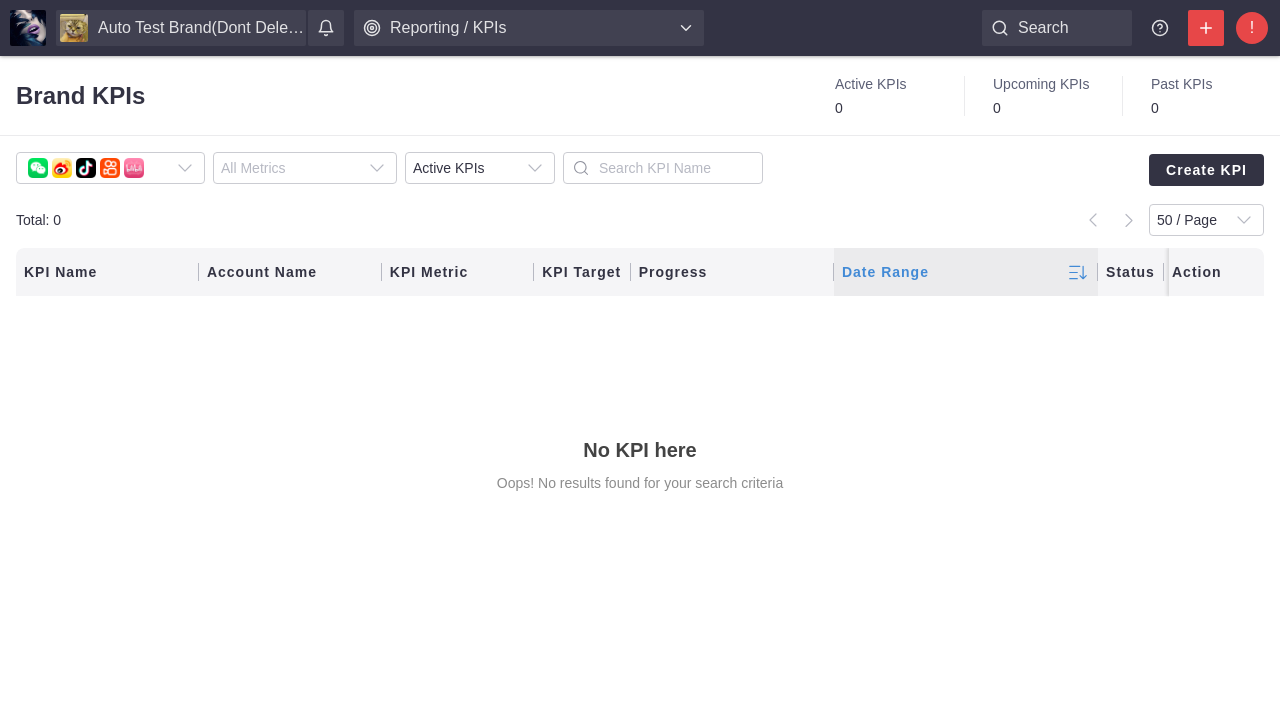 Auto Test Brand(Dont Dele...
Reporting / KPIs
Search
!
Brand KPIs
Active KPIs
0
Upcoming KPIs
0
Past KPIs
0
All Metrics
Active KPIs
Search KPI Name
Create KPI
Total: 0
50 / Page
KPI Name
Account Name
KPI Metric
KPI Target
Progress
Date Range
Status
Action
No KPI here
Oops! No results found for your search criteria